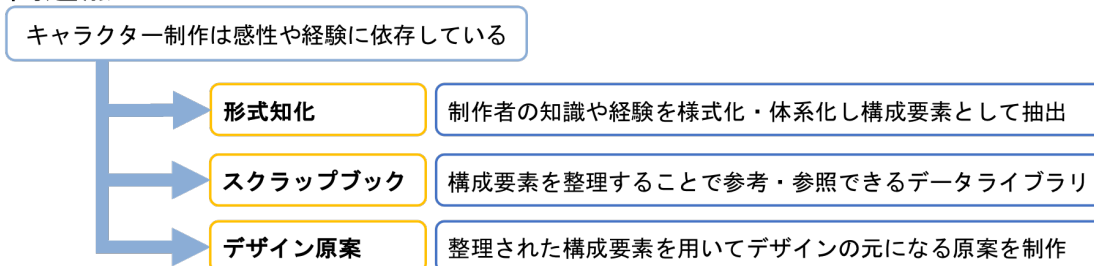 キャラクター制作は感性や経験に依存している
形式知化
制作者の知識や経験を様式化・体系化し構成要素として抽出
スクラップブック
構成要素を整理することで参考・参照できるデータライブラリ
デザイン原案
整理された構成要素を用いてデザインの元になる原案を制作